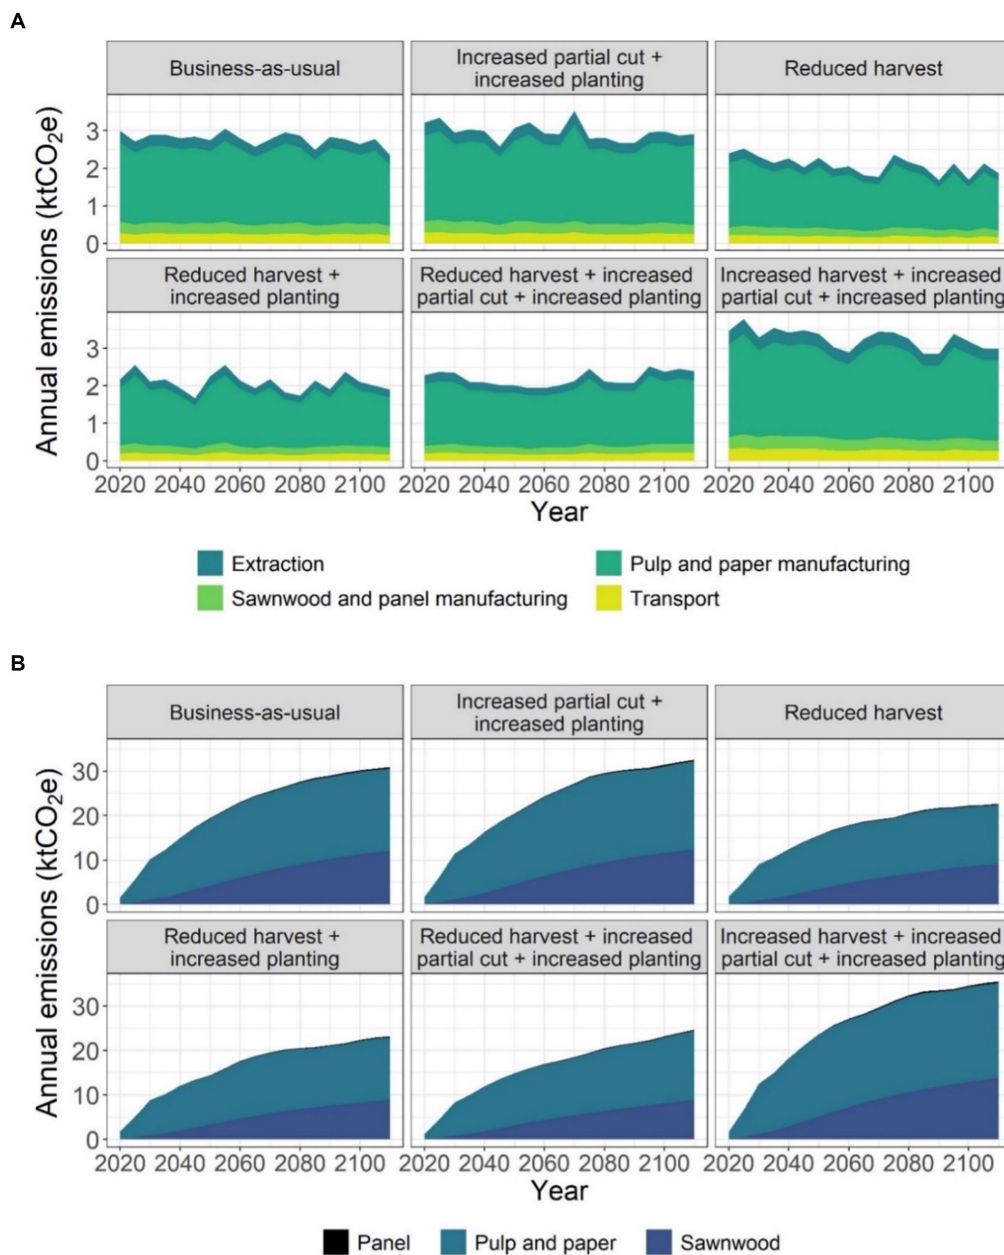 A
Business-as-usual
Increased partial cut +
increased planting
Reduced harvest
Annual emissions (ktCO₂e)
3
2
1
0
Reduced harvest +
increased planting
Reduced harvest + increased
partial cut + increased planting
Increased harvest + increased
partial cut + increased planting
3
2
1
0
2020 2040 2060 2080 2100
2020 2040 2060 2080 2100
2020 2040 2060 2080 2100
Year
Extraction
Pulp and paper manufacturing
Sawnwood and panel manufacturing
Transport
B
Business-as-usual
Increased partial cut +
increased planting
Reduced harvest
Annual emissions (ktCO₂e)
30
20
10
0
Reduced harvest +
increased planting
Reduced harvest + increased
partial cut + increased planting
Increased harvest + increased
partial cut + increased planting
30
20
10
0
2020 2040 2060 2080 2100
2020 2040 2060 2080 2100
2020 2040 2060 2080 2100
Year
Panel
Pulp and paper
Sawnwood